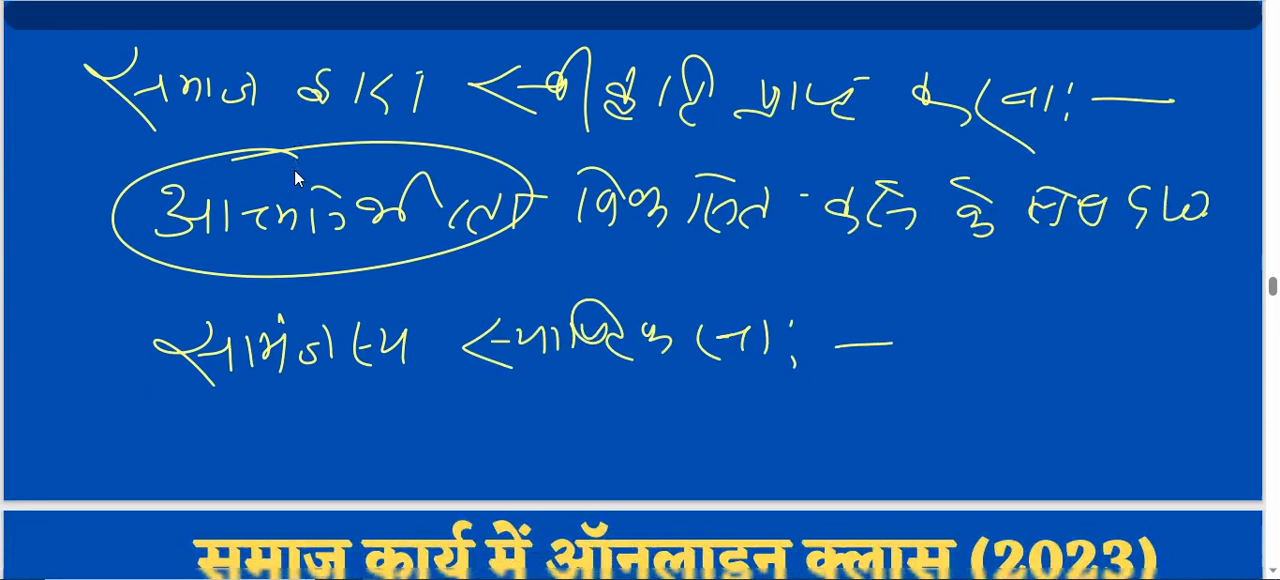 समाज के द्वारा स्वीकृति प्राप्त करना:—
आत्मनिर्भरता विकसित करने के
सामंजस्य स्थापित करना:—
समाज कार्य में ऑनलाइन क्लास (2023)